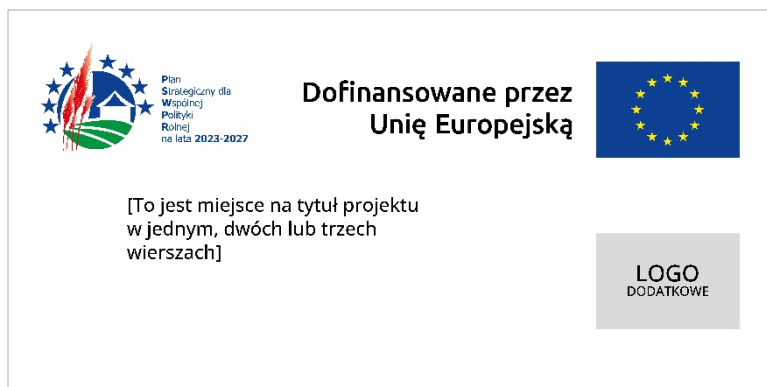 Plan
Strategiczny dla
Wspólnej
Polityki
Rolnej
na lata 2023-2027
Dofinansowane przez
Unię Europejską
[To jest miejsce na tytuł projektu
w jednym, dwóch lub trzech
wierszach]
LOGO
DODATKOWE